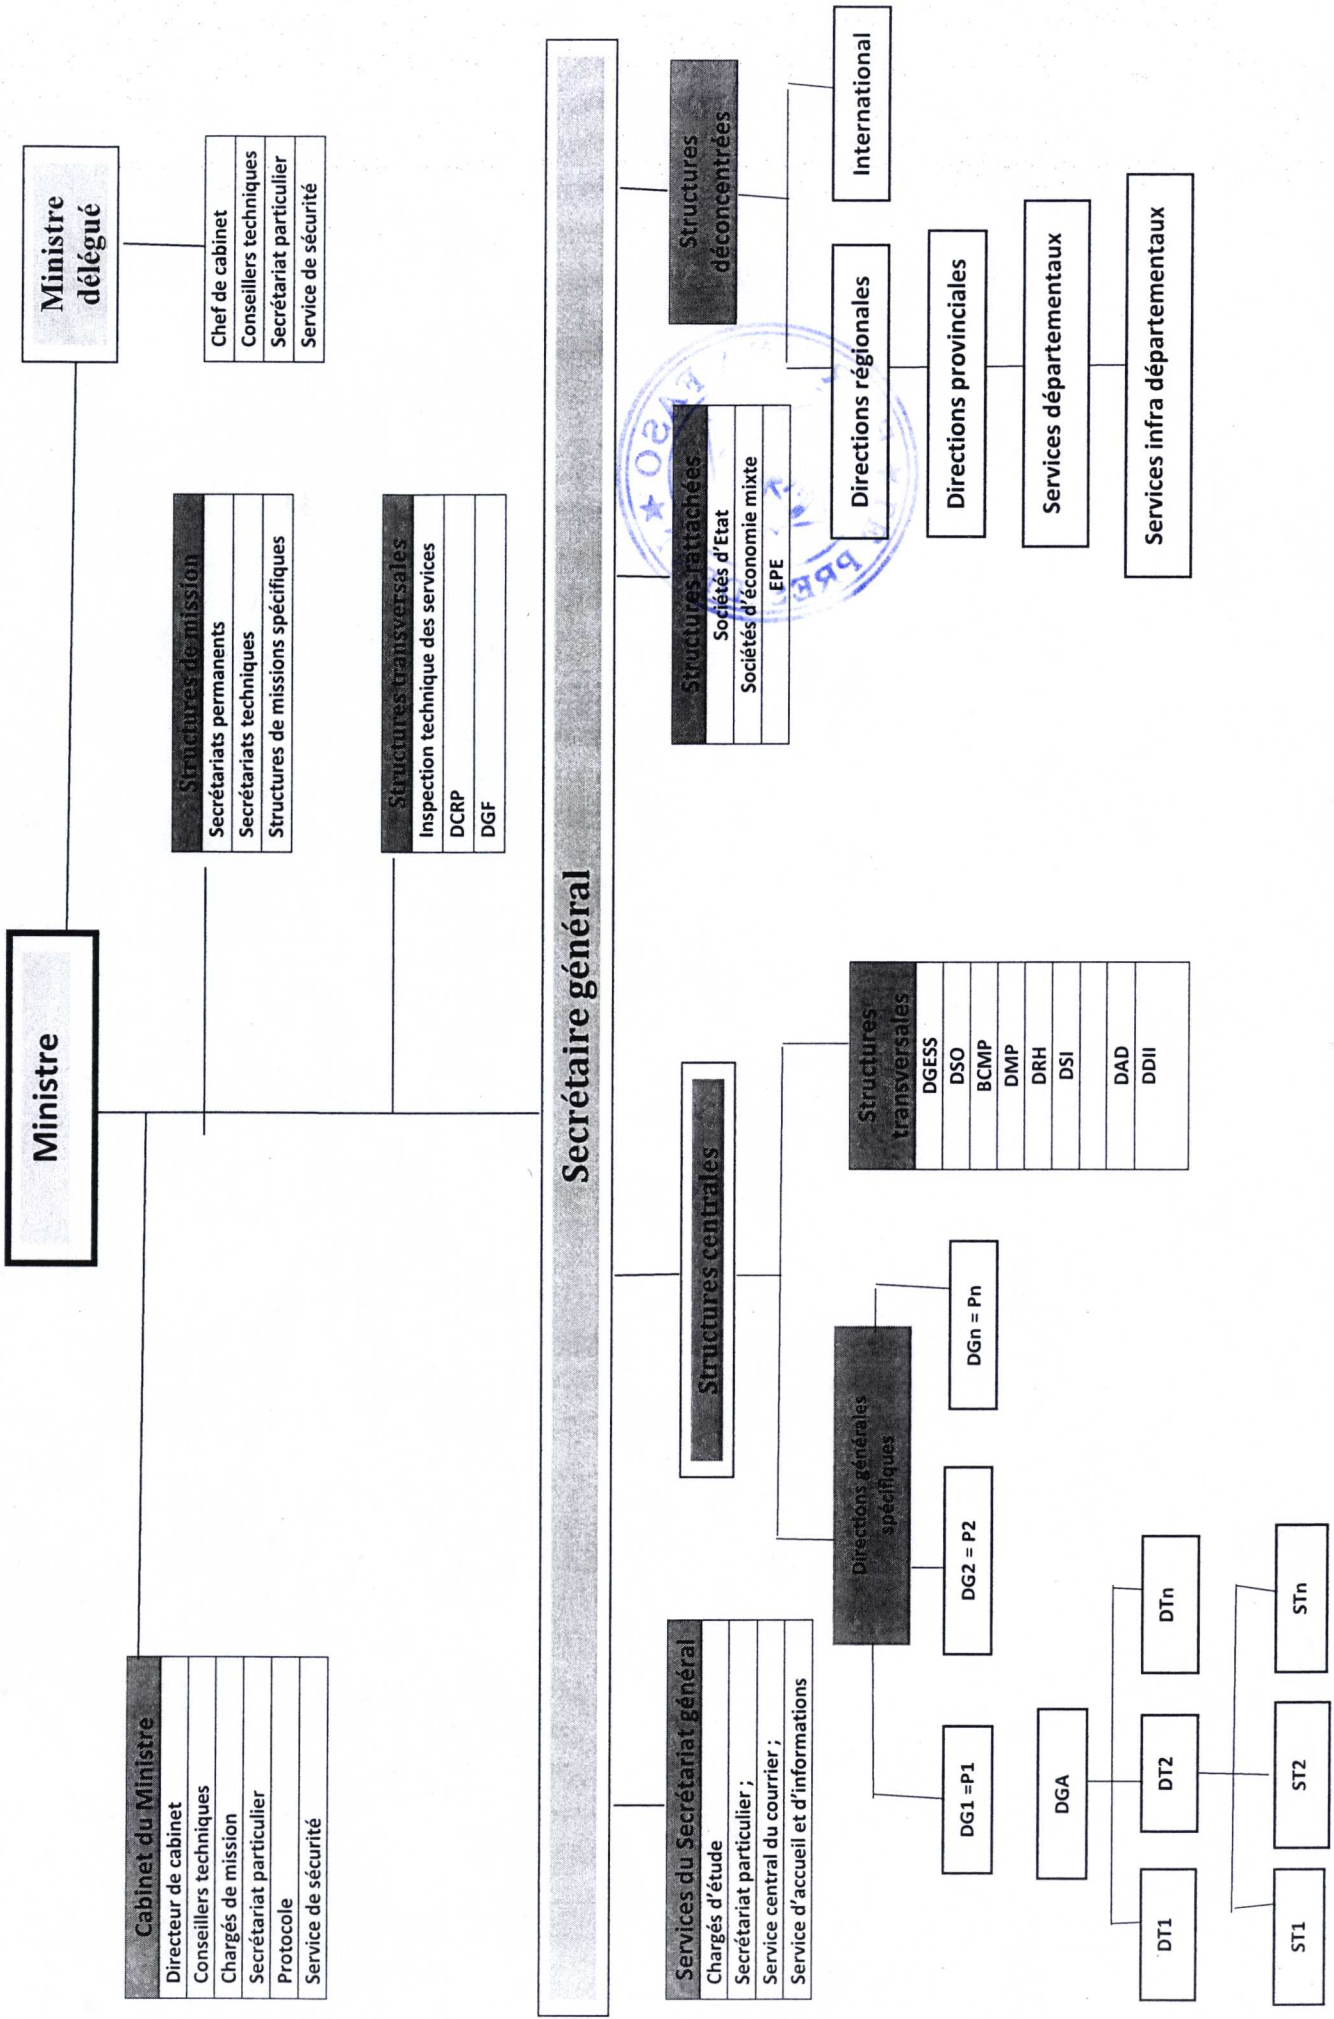 Ministre
Ministre
délégué
Chef de cabinet
Conseillers techniques
Secrétariat particulier
Service de sécurité
Cabinet du Ministre
Directeur de cabinet
Conseillers techniques
Chargés de mission
Secrétariat particulier
Protocole
Service de sécurité
Structures de mission
Secrétariats permanents
Secrétariats techniques
Structures de missions spécifiques
Structures transversales
Inspection technique des services
DCRP
DGF
Secrétaire général
Services du Secrétariat général
Chargés d'étude
Secrétariat particulier ;
Service central du courrier ;
Service d'accueil et d'informations
Structures centrales
Directions générales
spécifiques
DG1 =P1
DG2 = P2
DGn = Pn
DGA
DT1
DT2
DTn
ST1
ST2
STn
Structures
transversales
DGESS
DSO
BCMP
DMP
DRH
DSI
DAD
DDII
Structures rattachées
Sociétés d'Etat
Sociétés d'économie mixte
EPE
Structures
déconcentrées
Directions régionales
International
Directions provinciales
Services départementaux
Services infra départementaux
FASO